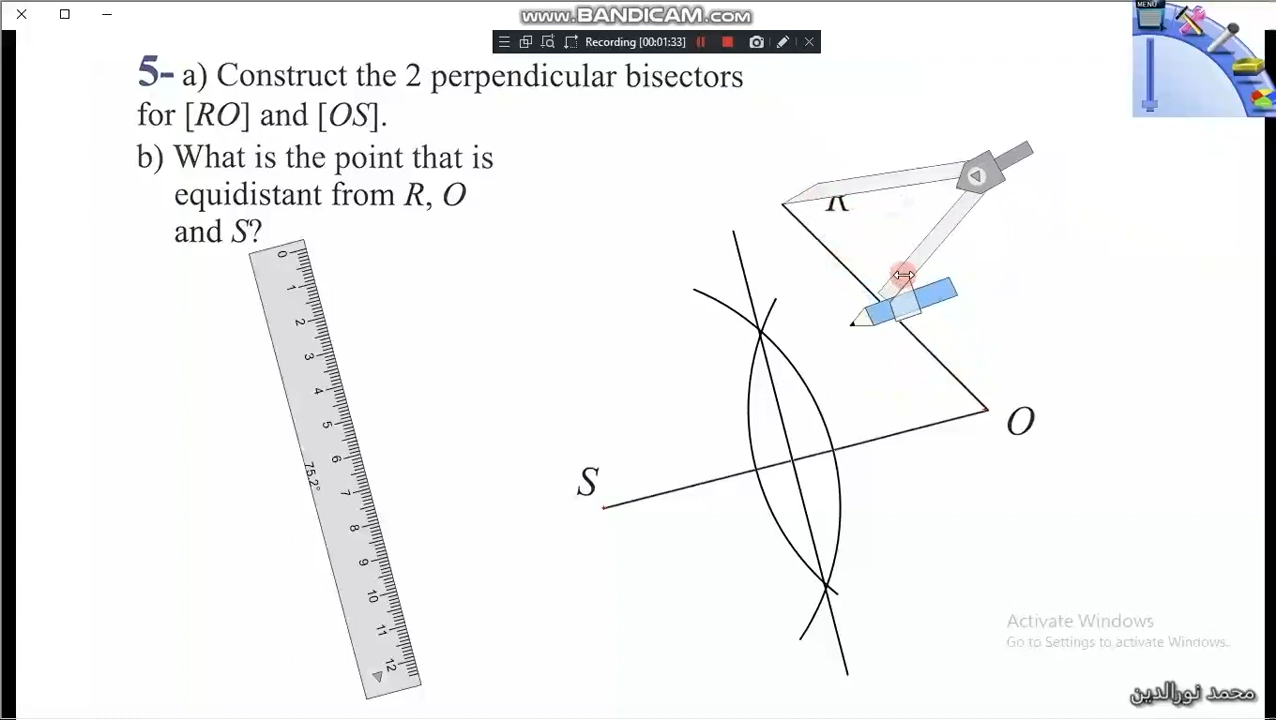 www.BANDICAM.com
Recording [00:01:33]
MENU
5- a) Construct the 2 perpendicular bisectors
for [RO] and [OS].
b) What is the point that is
equidistant from R, O
and S?
R
O
S
0
1
2
3
4
5
6
7
8
9
10
11
12
75.2°
Activate Windows
Go to Settings to activate Windows.
محمد نورالدين